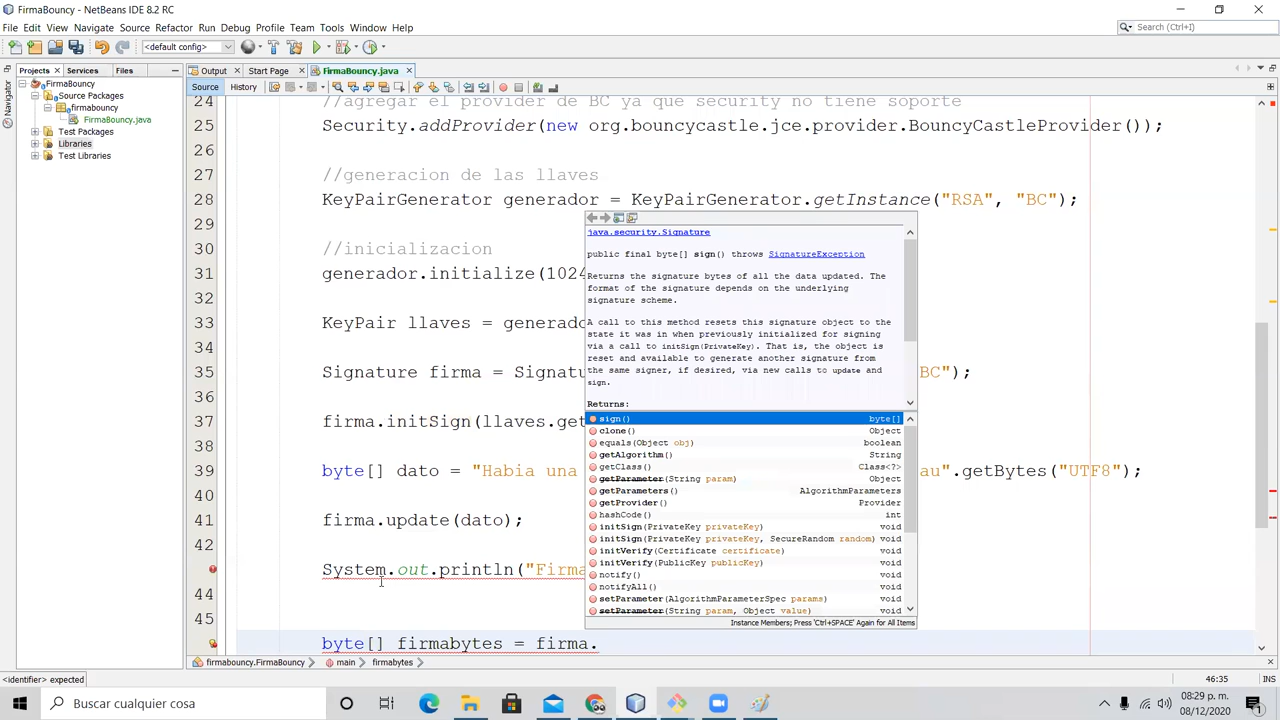 FirmaBouncy - NetBeans IDE 8.2 RC
File Edit View Navigate Source Refactor Run Debug Profile Team Tools Window Help
Search (Ctrl+I)
<default config>
Projects Services Files
Output Start Page FirmaBouncy.java
Source History
Navigator
FirmaBouncy
Source Packages
firmabouncy
FirmaBouncy.java
Test Packages
Libraries
Test Libraries
24 //agregar el provider de BC ya que security no tiene soporte
25 Security.addProvider(new org.bouncycastle.jce.provider.BouncyCastleProvider());
26
27 //generacion de las llaves
28 KeyPairGenerator generador = KeyPairGenerator.getInstance("RSA", "BC");
29
30 //inicializacion
31 generador.initialize(1024
32
33 KeyPair llaves = generado
34
35 Signature firma = Signatu BC");
36
37 firma.initSign(llaves.get
38
39 byte[] dato = "Habia una au".getBytes("UTF8");
40
41 firma.update(dato);
42
System.out.println("Firma
44
45
byte[] firmabytes = firma.
java.security.Signature
public final byte[] sign() throws SignatureException
Returns the signature bytes of all the data updated. The
format of the signature depends on the underlying
signature scheme.
A call to this method resets this signature object to the
state it was in when previously initialized for signing
via a call to initSign(PrivateKey). That is, the object is
reset and available to generate another signature from
the same signer, if desired, via new calls to update and
sign.
Returns:
sign() byte[]
clone() Object
equals(Object obj) boolean
getAlgorithm() String
getClass() Class<?>
getParameter(String param) Object
getParameters() AlgorithmParameters
getProvider() Provider
hashCode() int
initSign(PrivateKey privateKey) void
initSign(PrivateKey privateKey, SecureRandom random) void
initVerify(Certificate certificate) void
initVerify(PublicKey publicKey) void
notify() void
notifyAll() void
setParameter(AlgorithmParameterSpec params) void
setParameter(String param, Object value) void
Instance Members; Press 'Ctrl+SPACE' Again for All Items
firmabouncy.FirmaBouncy main firmabytes
<identifier> expected 46:35 INS
Buscar cualquier cosa
08:29 p. m.
08/12/2020
1